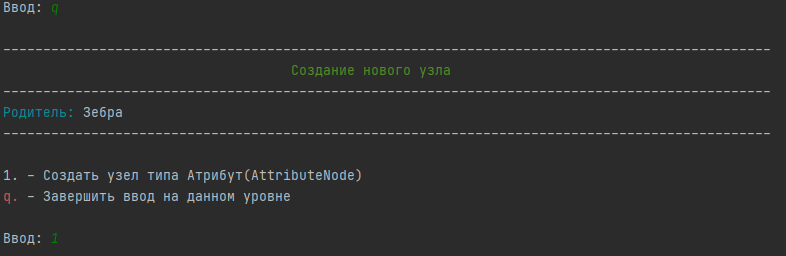 Ввод: q
------------------------------------------------------------------------------------------------
Создание нового узла
------------------------------------------------------------------------------------------------
Родитель: Зебра
------------------------------------------------------------------------------------------------
1. – Создать узел типа Атрибут(AttributeNode)
q. – Завершить ввод на данном уровне
Ввод: 1